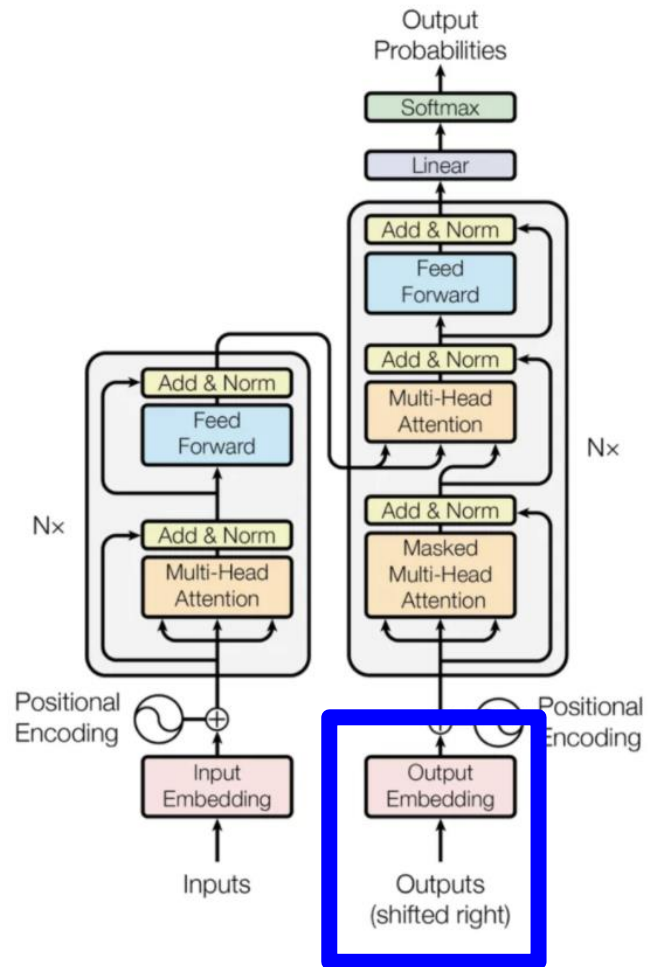 Output
Probabilities
Softmax
Linear
Add & Norm
Feed
Forward
Add & Norm
Multi-Head
Attention
Add & Norm
Masked
Multi-Head
Attention
Nx
Add & Norm
Feed
Forward
Add & Norm
Multi-Head
Attention
Nx
Positional
Encoding
Positional
Encoding
Input
Embedding
Output
Embedding
Inputs
Outputs
(shifted right)